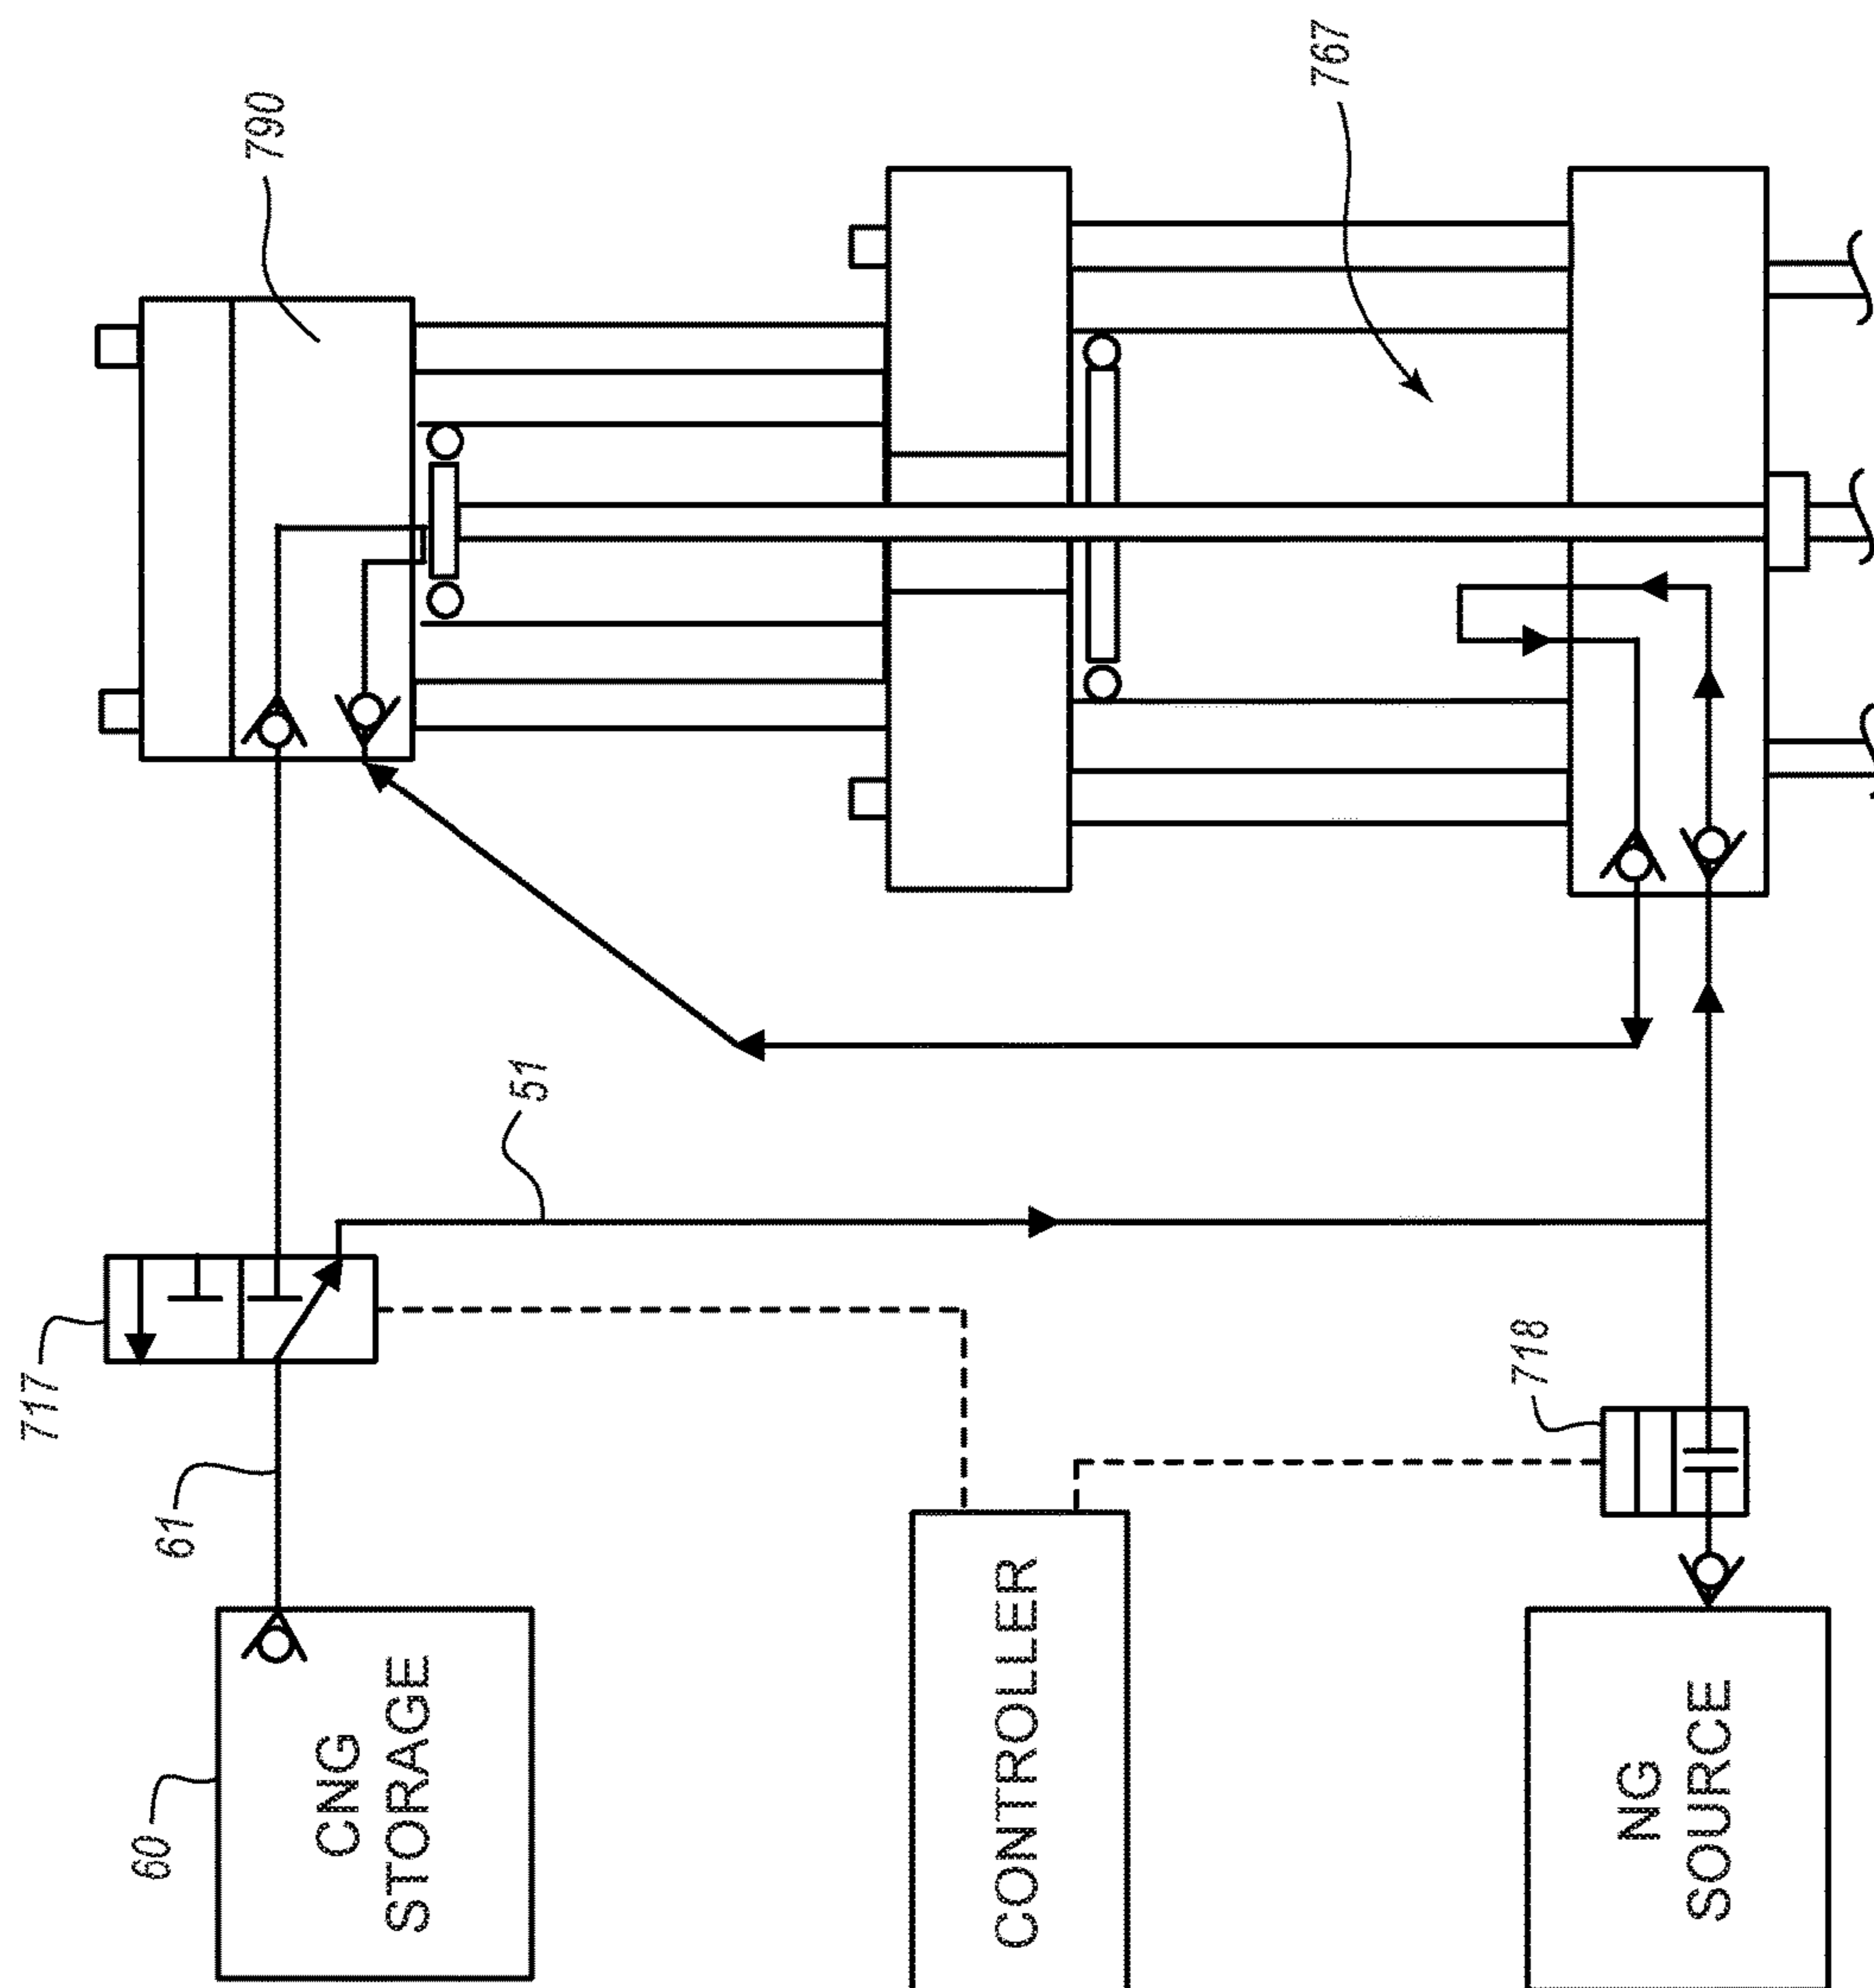 790
767
717
61
51
718
60
CNG
STORAGE
CONTROLLER
NG
SOURCE